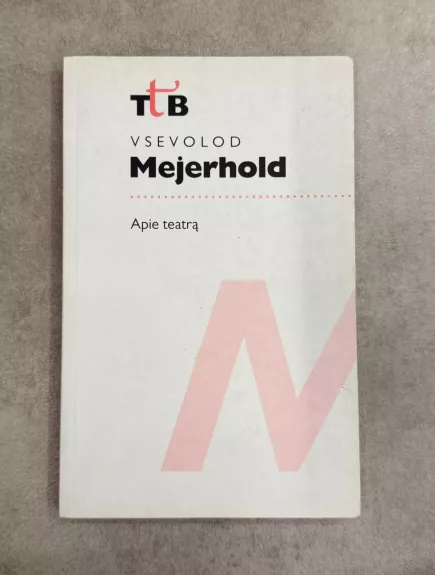 TtB
VSEVOLOD
Mejerhold
Apie teatrą
M